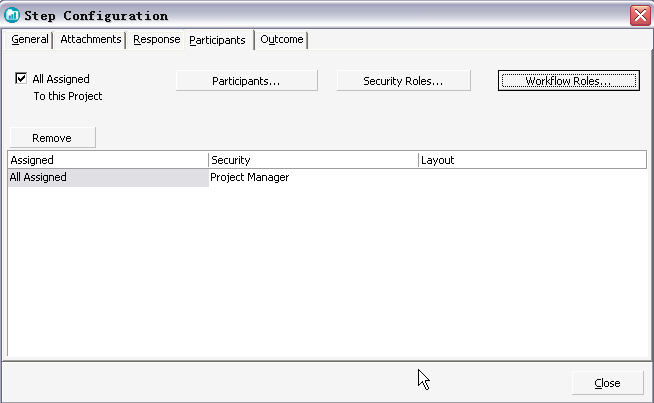 Step Configuration
General Attachments Response Participants Outcome
All Assigned
To this Project
Participants... Security Roles... Workflow Roles...
Remove
Assigned Security Layout
All Assigned Project Manager
Close